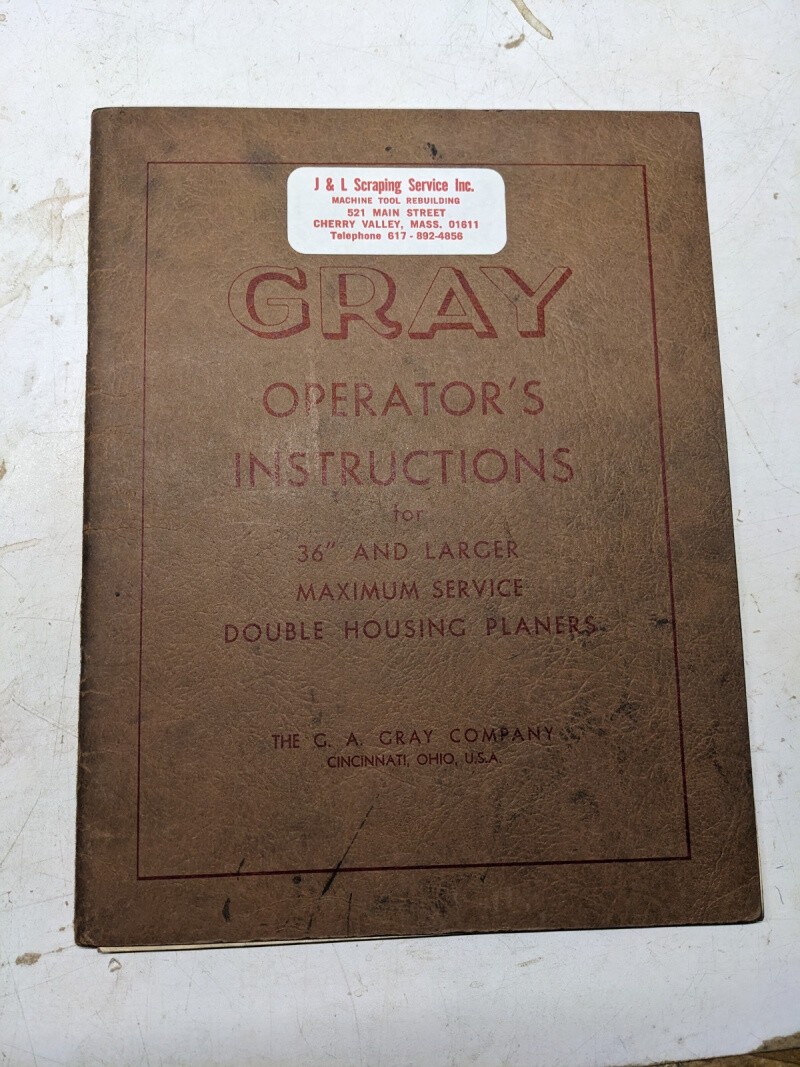 J & L Scraping Service Inc.
MACHINE TOOL REBUILDING
521 MAIN STREET
CHERRY VALLEY, MASS. 01611
Telephone 617 - 892-4856
GRAY
OPERATOR'S
INSTRUCTIONS
for
36" AND LARGER
MAXIMUM SERVICE
DOUBLE HOUSING PLANERS
THE G. A. GRAY COMPANY
CINCINNATI, OHIO, U.S.A.